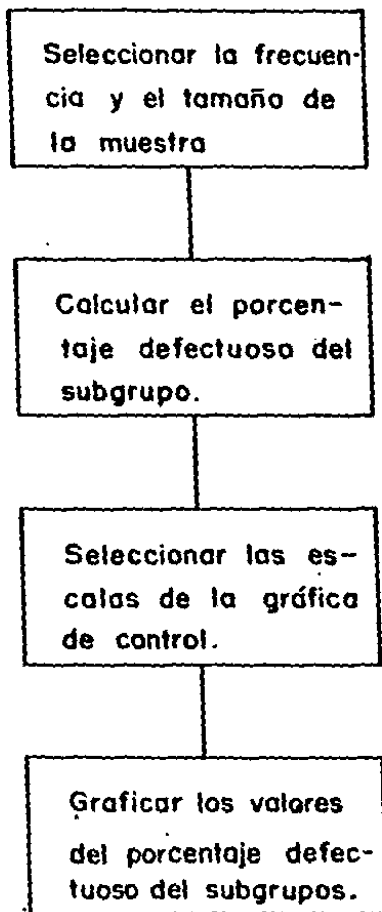 Seleccionar la frecuen-
cia y el tamaño de
la muestra
Calcular el porcen-
taje defectuoso del
subgrupo.
Seleccionar las es-
calas de la gráfica
de control.
Graficar los valores
del porcentaje defec-
tuoso del subgrupos.